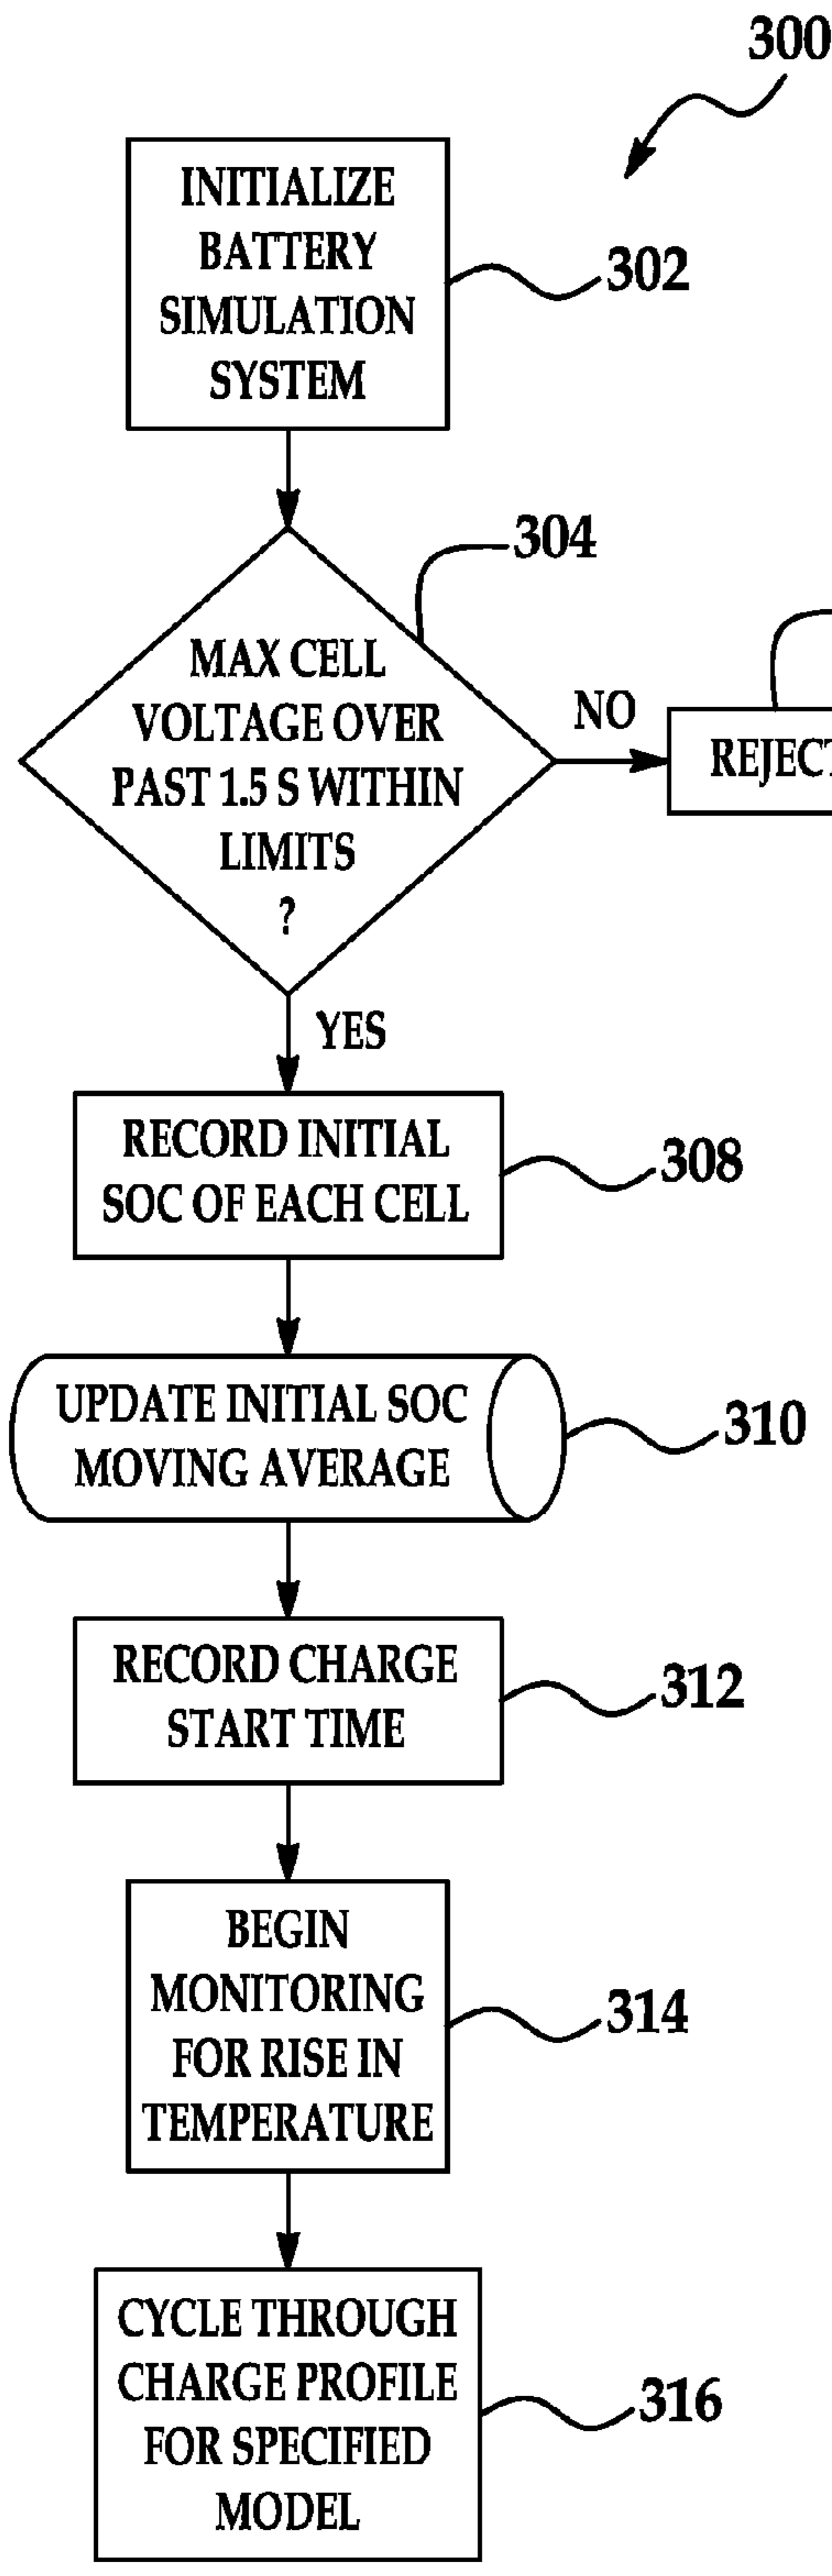 300
INITIALIZE
BATTERY
SIMULATION
SYSTEM
302
304
MAX CELL
VOLTAGE OVER
PAST 1.5 S WITHIN
LIMITS
?
NO
REJECT
YES
RECORD INITIAL
SOC OF EACH CELL
308
UPDATE INITIAL SOC
MOVING AVERAGE
310
RECORD CHARGE
START TIME
312
BEGIN
MONITORING
FOR RISE IN
TEMPERATURE
314
CYCLE THROUGH
CHARGE PROFILE
FOR SPECIFIED
MODEL
316